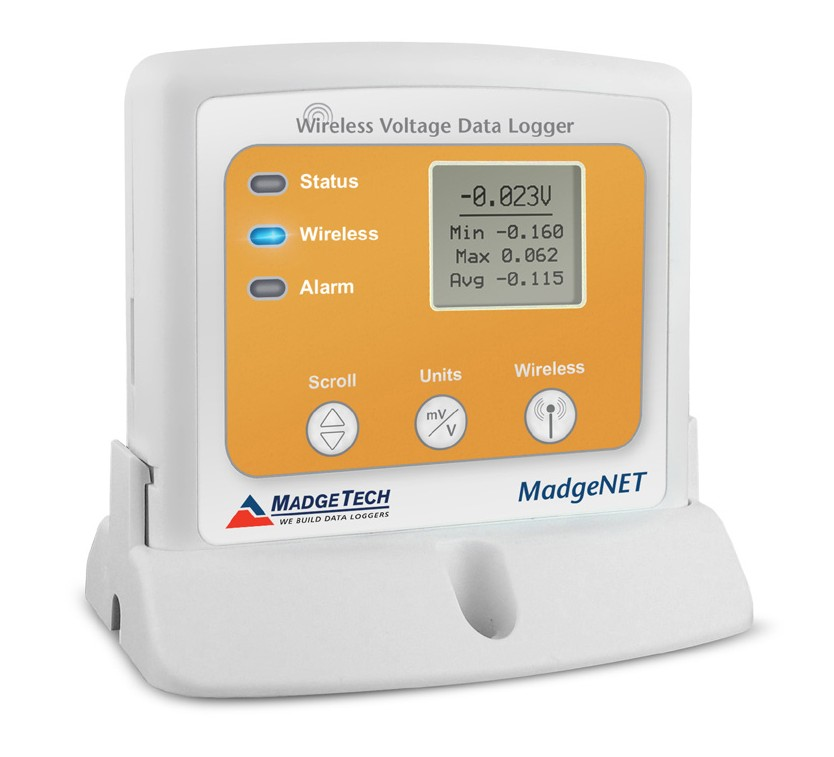 Wireless Voltage Data Logger
Status
Wireless
Alarm
-0.023V
Min -0.160
Max 0.062
Avg -0.115
Scroll
Units
Wireless
mV/V
MADGETECH
WE BUILD DATA LOGGERS
MadgeNET